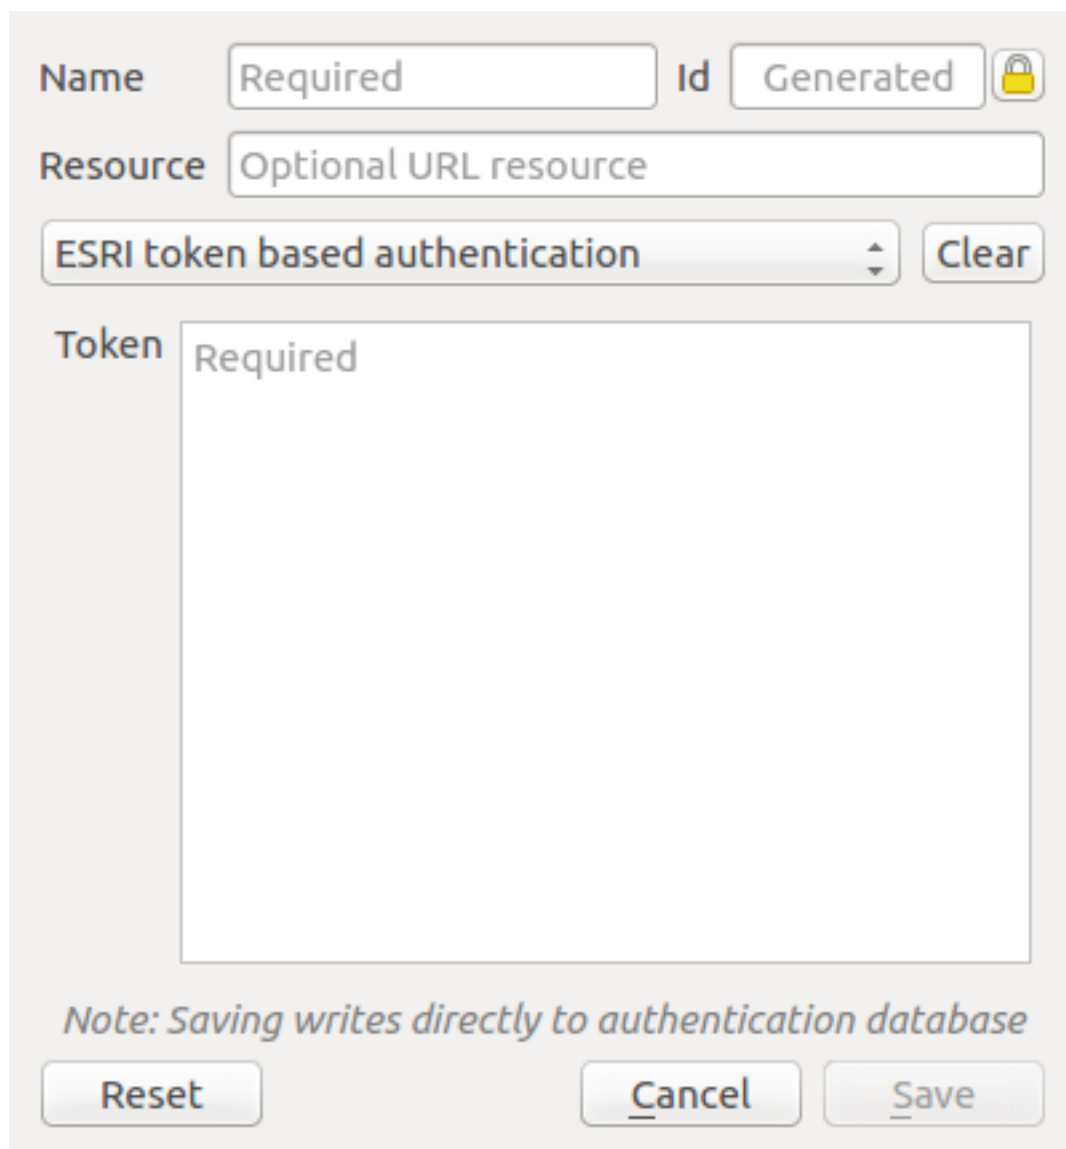 Name Required Id Generated
Resource Optional URL resource
ESRI token based authentication Clear
Token Required
Note: Saving writes directly to authentication database
Reset Cancel Save